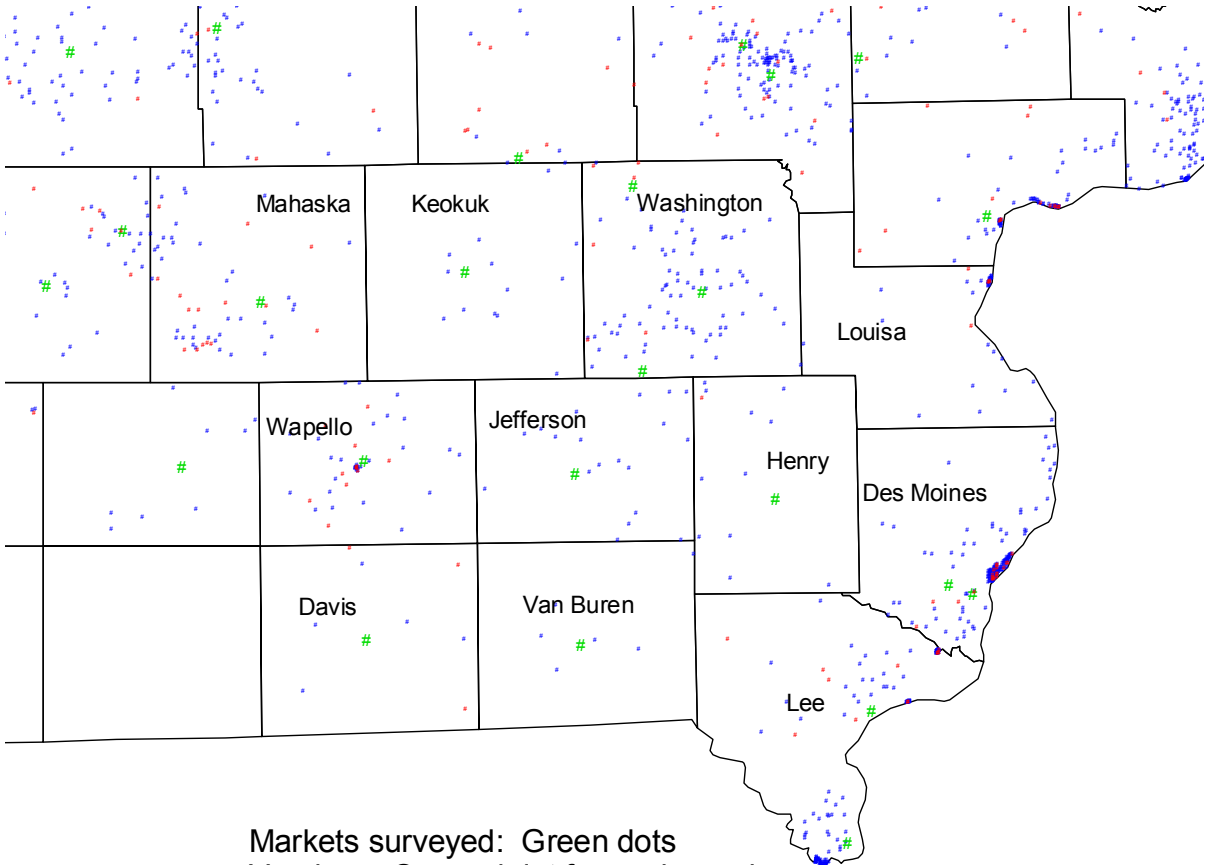 Mahaska
Keokuk
Washington
Louisa
Wapello
Jefferson
Henry
Des Moines
Davis
Van Buren
Lee
Markets surveyed: Green dots